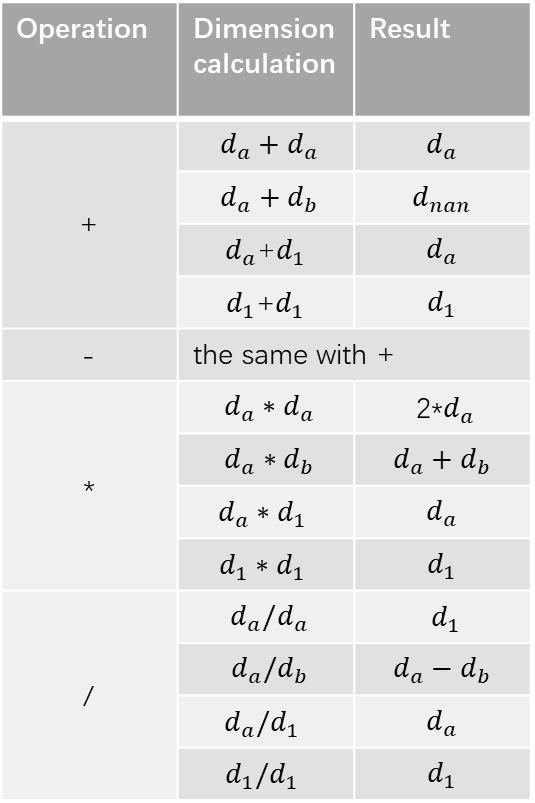 Operation Dimension calculation Result
+
d_a + d_a d_a
d_a + d_b d_nan
d_a+d_1 d_a
d_1+d_1 d_1
- the same with +
*
d_a * d_a 2*d_a
d_a * d_b d_a + d_b
d_a * d_1 d_a
d_1 * d_1 d_1
/
d_a/d_a d_1
d_a/d_b d_a − d_b
d_a/d_1 d_a
d_1/d_1 d_1